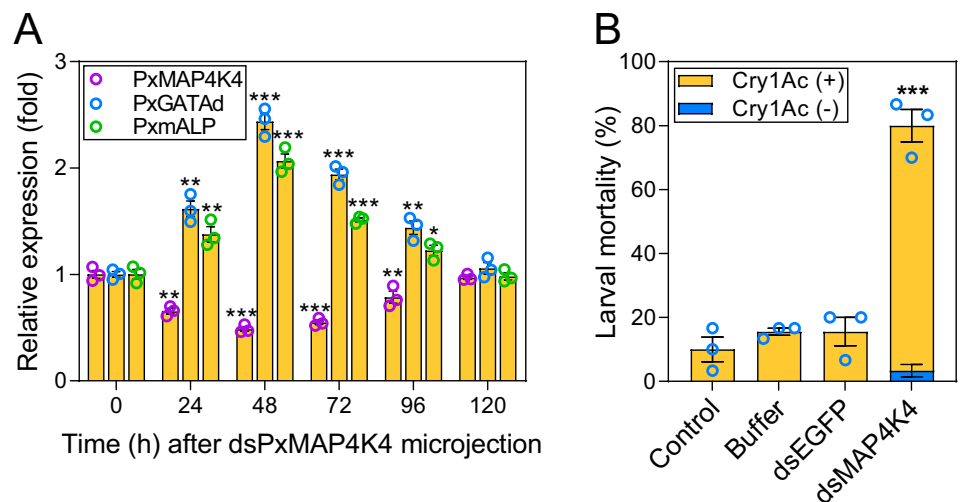 A
Relative expression (fold)
3
2
1
0
PxMAP4K4
PxGATAd
PxmALP
**
**
**
***
***
***
***
***
***
**
**
*
0 24 48 72 96 120
Time (h) after dsPxMAP4K4 microjection
B
Larval mortality (%)
100
80
60
40
20
0
Cry1Ac (+)
Cry1Ac (-)
***
Control
Buffer
dsEGFP
dsMAP4K4